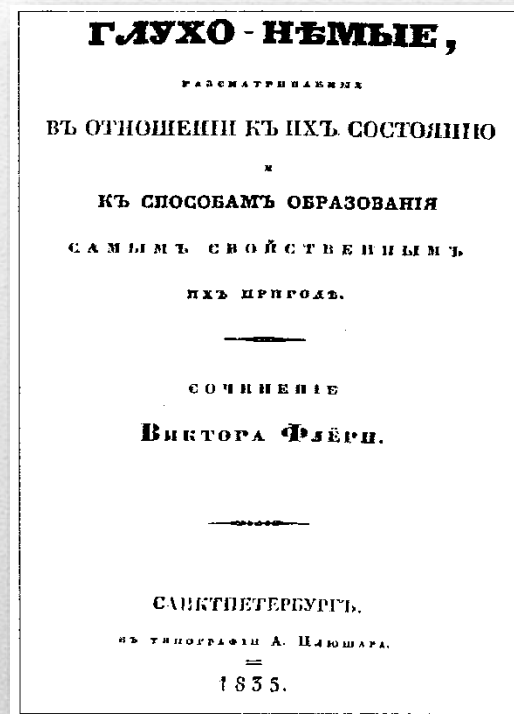 ГЛУХО-НѢМЫЕ,
РАЗСМАТРИВАЕМЫХ
ВЪ ОТНОШЕНІИ КЪ ИХЪ СОСТОЯНІЮ
И
КЪ СПОСОБАМЪ ОБРАЗОВАНІЯ
САМЫМЪ СВОЙСТВЕННЫМЪ
ИХЪ ПРИРОДѢ.
СОЧИНЕНІЕ
ВИКТОРА ФЛЁРИ.
САНКТПЕТЕРБУРГЪ.
ВЪ ТИПОГРАФІИ А. ПЛЮШАРА.
1835.